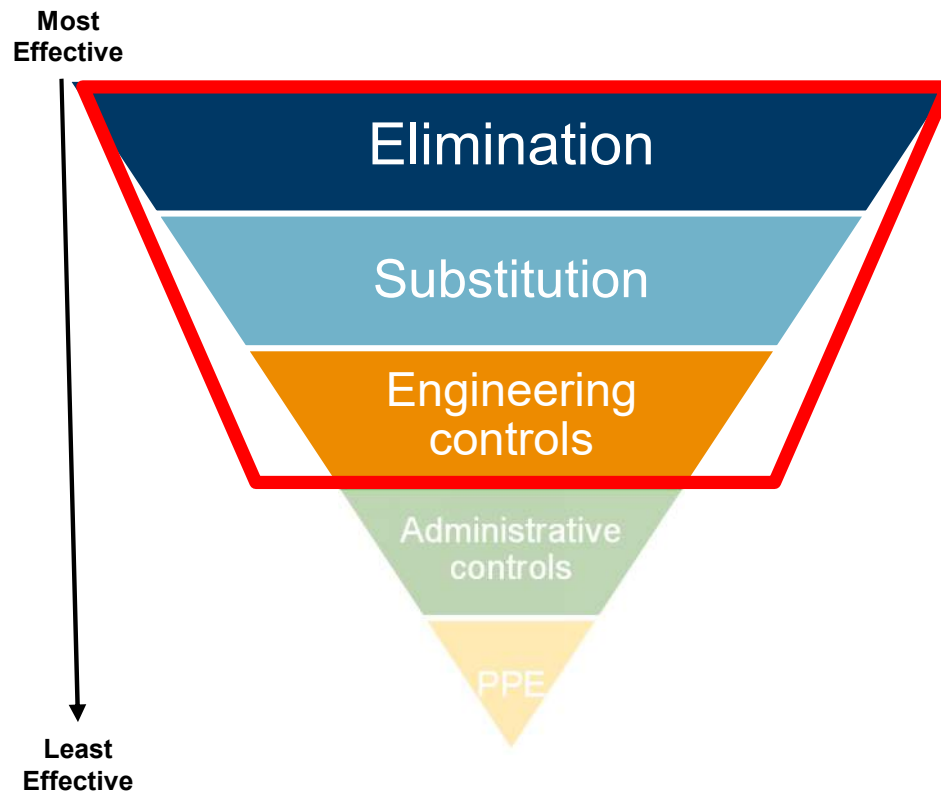 Most
Effective
Elimination
Substitution
Engineering
controls
Administrative
controls
PPE
Least
Effective